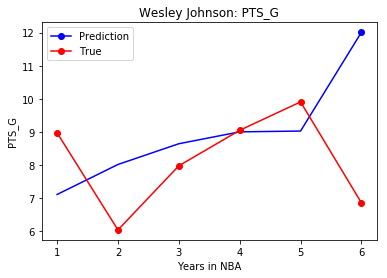 Wesley Johnson: PTS_G
Prediction
True
PTS_G
12
11
10
9
8
7
6
1 2 3 4 5 6
Years in NBA